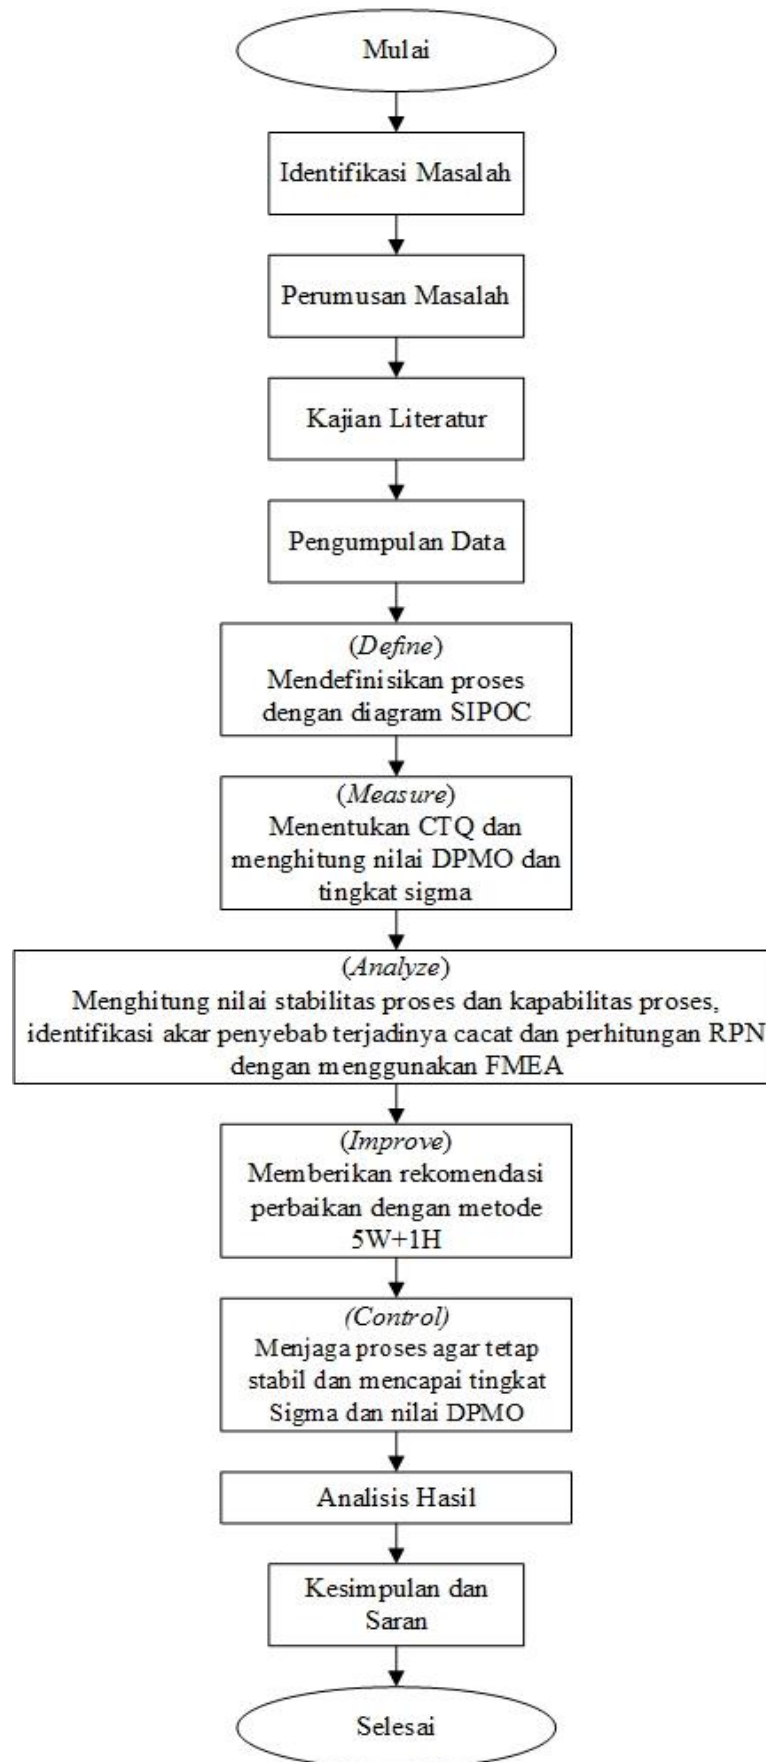 Mulai
Identifikasi Masalah
Perumusan Masalah
Kajian Literatur
Pengumpulan Data
(Define)
Mendefinisikan proses
dengan diagram SIPOC
(Measure)
Menentukan CTQ dan
menghitung nilai DPMO dan
tingkat sigma
(Analyze)
Menghitung nilai stabilitas proses dan kapabilitas proses,
identifikasi akar penyebab terjadinya cacat dan perhitungan RPN
dengan menggunakan FMEA
(Improve)
Memberikan rekomendasi
perbaikan dengan metode
5W+1H
(Control)
Menjaga proses agar tetap
stabil dan mencapai tingkat
Sigma dan nilai DPMO
Analisis Hasil
Kesimpulan dan
Saran
Selesai